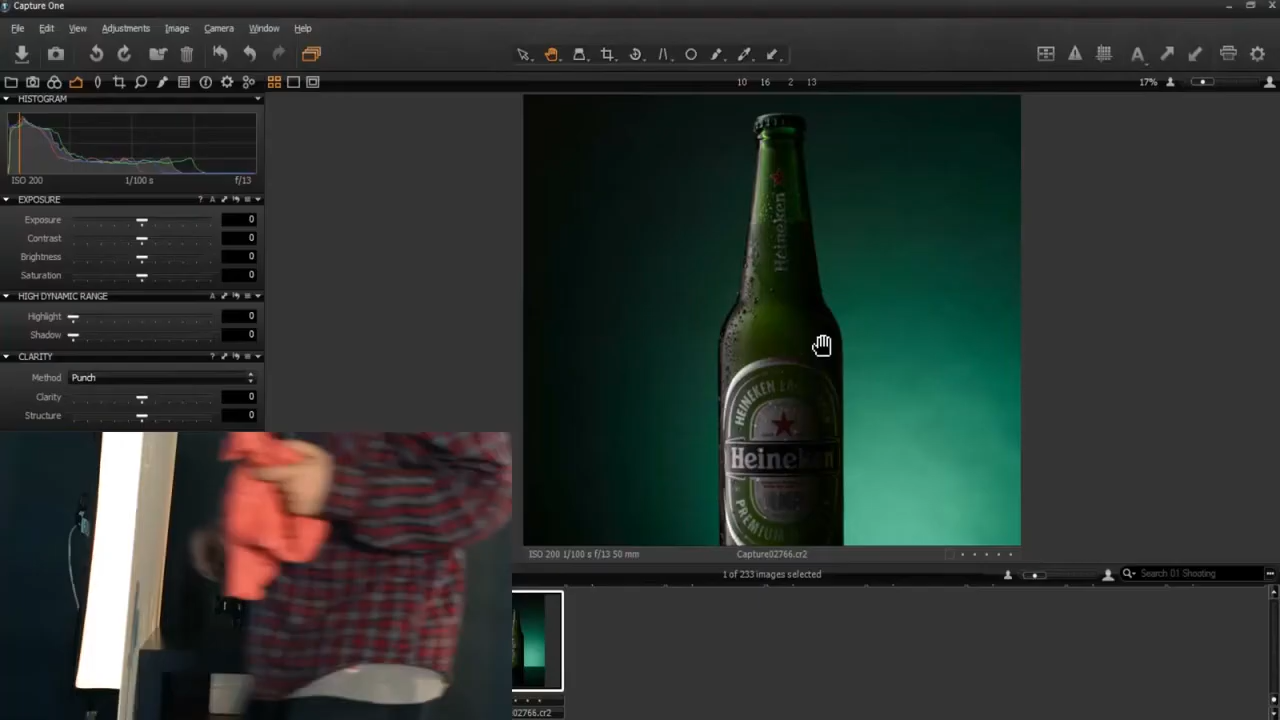 Capture One
File Edit View Adjustments Image Camera Window Help
10 16 2 13
17%
HISTOGRAM
ISO 200 1/100 s f/13
EXPOSURE
Exposure 0
Contrast 0
Brightness 0
Saturation 0
HIGH DYNAMIC RANGE
Highlight 0
Shadow 0
CLARITY
Method Punch
Clarity 0
Structure 0
Heineken
HEINEKEN
Heineken
PREMIUM
ISO 200 1/100 s f/13 50 mm
Capture02766.cr2
1 of 233 images selected
Search 01 Shooting
02766.cr2